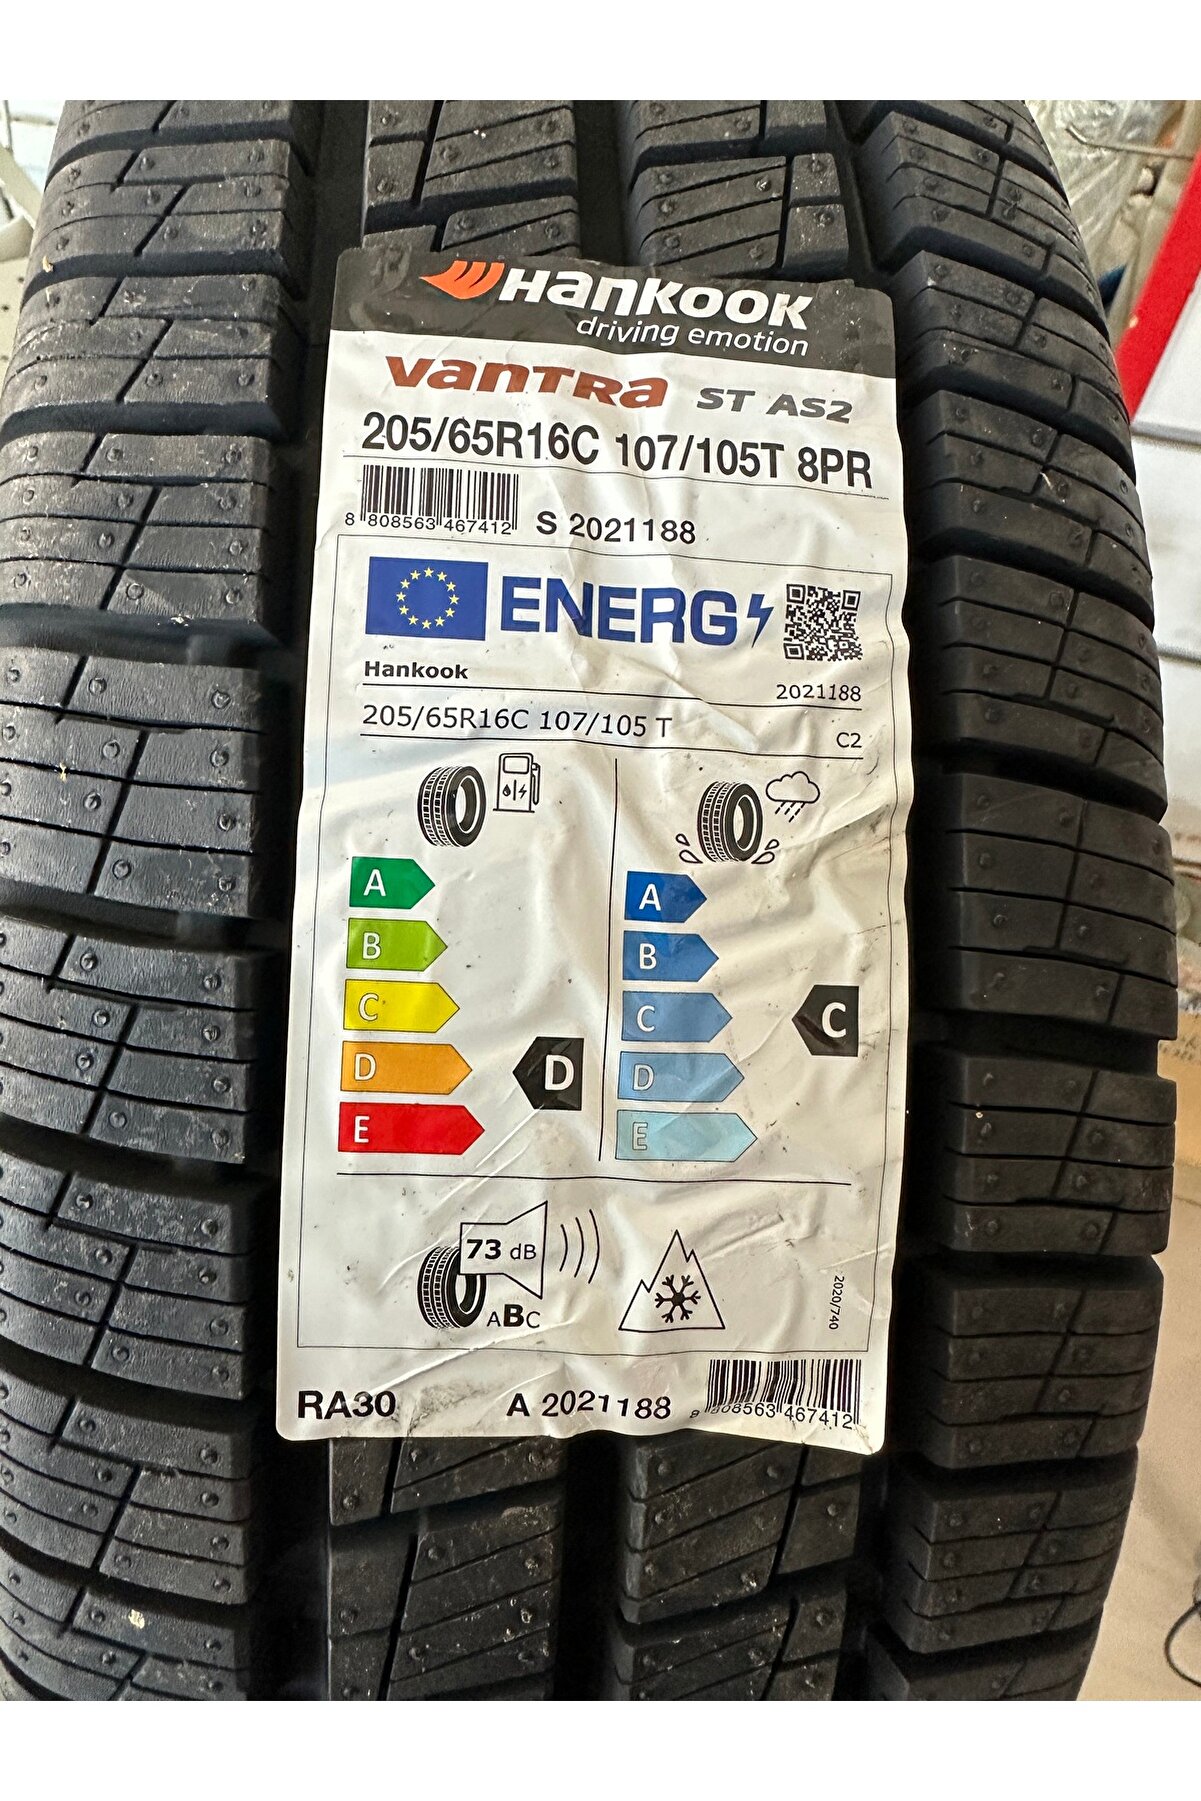 Hankook
driving emotion
vantra ST AS2
205/65R16C 107/105T 8PR
8 808563 467412 S 2021188
ENERG
Hankook
2021188
205/65R16C 107/105 T
C2
A
B
C
D
E
D
A
B
C
D
E
C
73 dB
ABC
2020/740
RA30
A 2021188
808563 467412